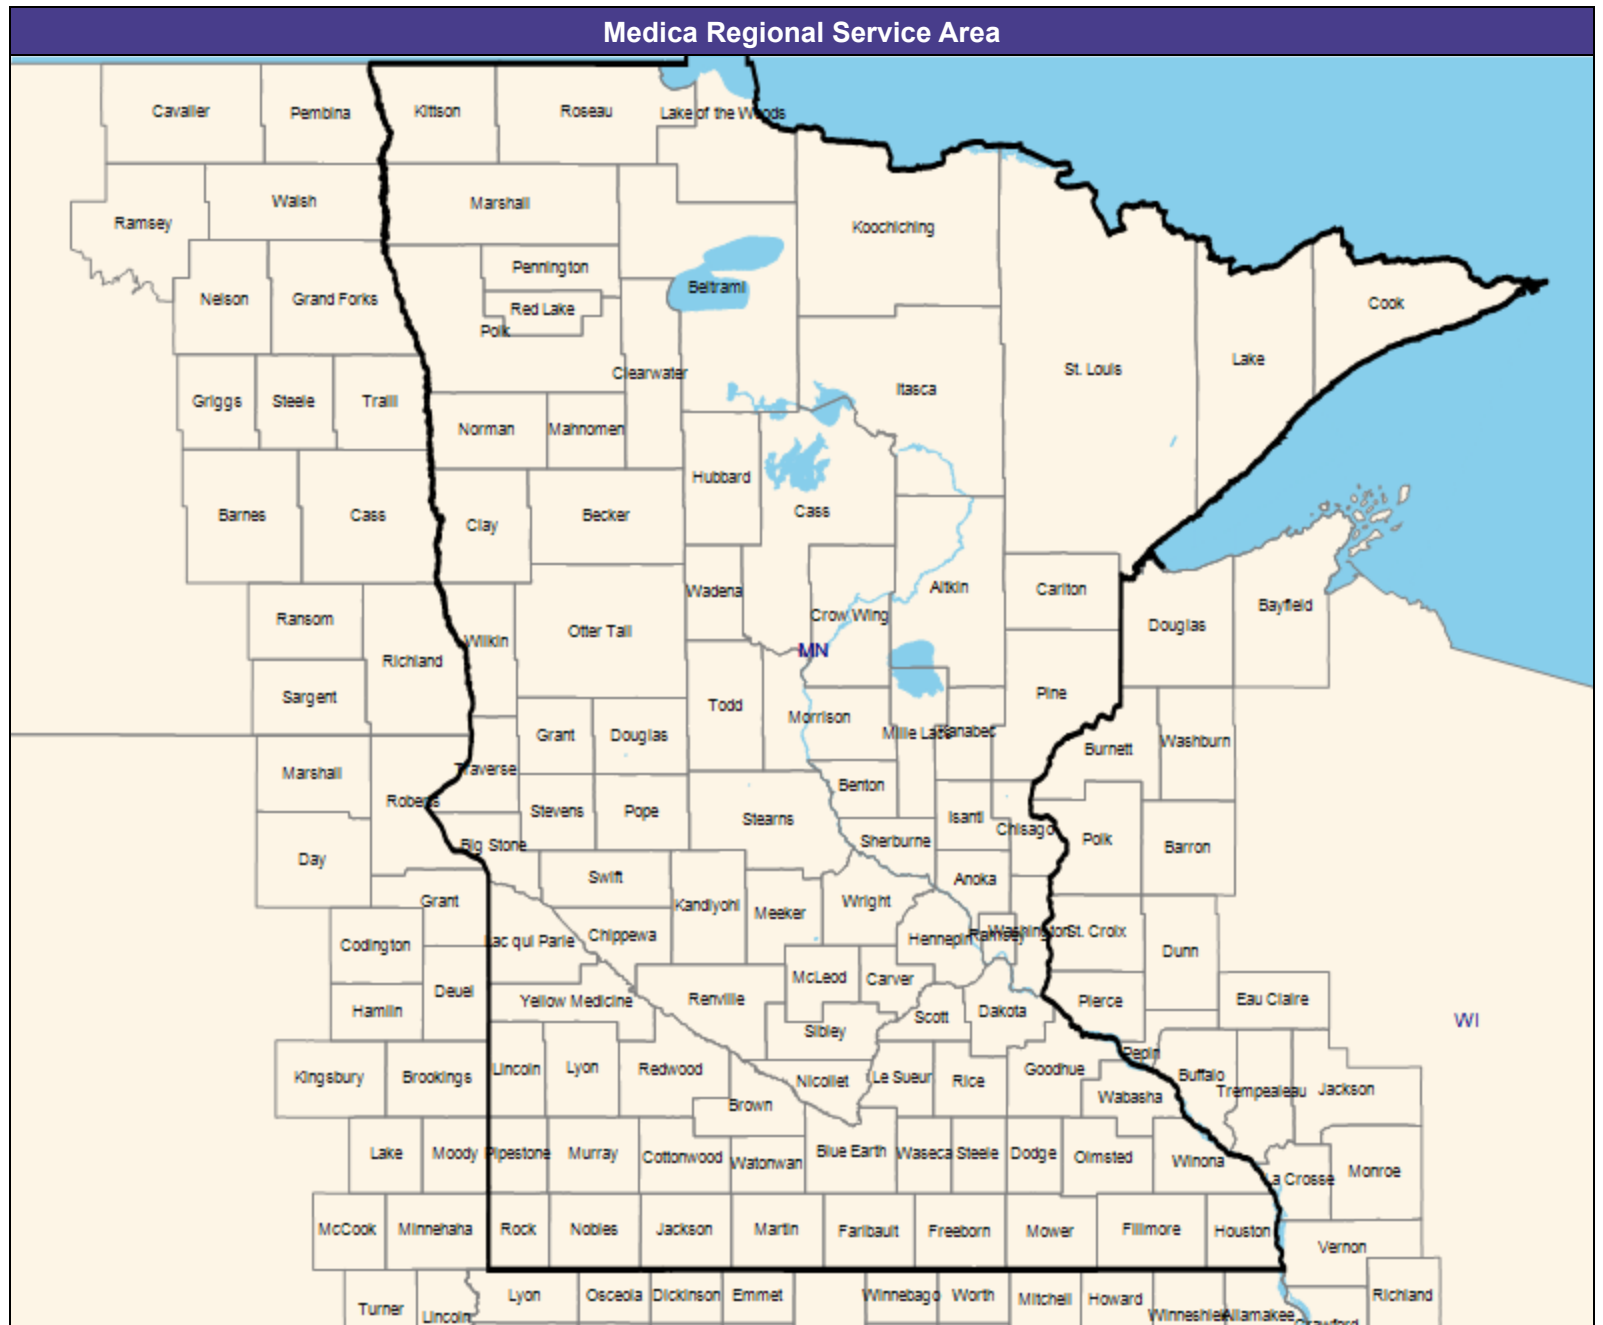 Medica Regional Service Area
Cavalier
Pembina
Kittson
Roseau
Lake of the Woods
Walsh
Marshall
Ramsey
Koochiching
Pennington
Nelson
Grand Forks
Beltrami
Red Lake
Polk
Cook
Clearwater
St. Louis
Lake
Itasca
Griggs
Steele
Traill
Norman
Mahnomen
Hubbard
Barnes
Cass
Clay
Becker
Cass
Wadena
Aitkin
Carlton
Crow Wing
Bayfield
Ransom
Wilkin
Otter Tail
Douglas
MN
Richland
Sargent
Todd
Pine
Morrison
Grant
Douglas
Mille Lacs
Kanabec
Burnett
Washburn
Marshall
Traverse
Roberts
Benton
Stevens
Pope
Stearns
Isanti
Chisago
Day
Big Stone
Sherburne
Polk
Barron
Swift
Anoka
Grant
Kandiyohi
Meeker
Wright
Codington
Lac qui Parle
Chippewa
Hennepin
Ramsey
Washington
St. Croix
Dunn
Deuel
McLeod
Carver
Hamlin
Yellow Medicine
Renville
Scott
Dakota
Pierce
Eau Claire
WI
Sibley
Pepin
Kingsbury
Brookings
Lincoln
Lyon
Redwood
Nicollet
Le Sueur
Rice
Goodhue
Buffalo
Trempealeau
Jackson
Brown
Wabasha
Lake
Moody
Pipestone
Murray
Cottonwood
Watonwan
Blue Earth
Waseca
Steele
Dodge
Olmsted
Winona
La Crosse
Monroe
McCook
Minnehaha
Rock
Nobles
Jackson
Martin
Faribault
Freeborn
Mower
Fillmore
Houston
Vernon
Turner
Lincoln
Lyon
Osceola
Dickinson
Emmet
Winnebago
Worth
Mitchell
Howard
Winneshiek
Allamakee
Crawford
Richland